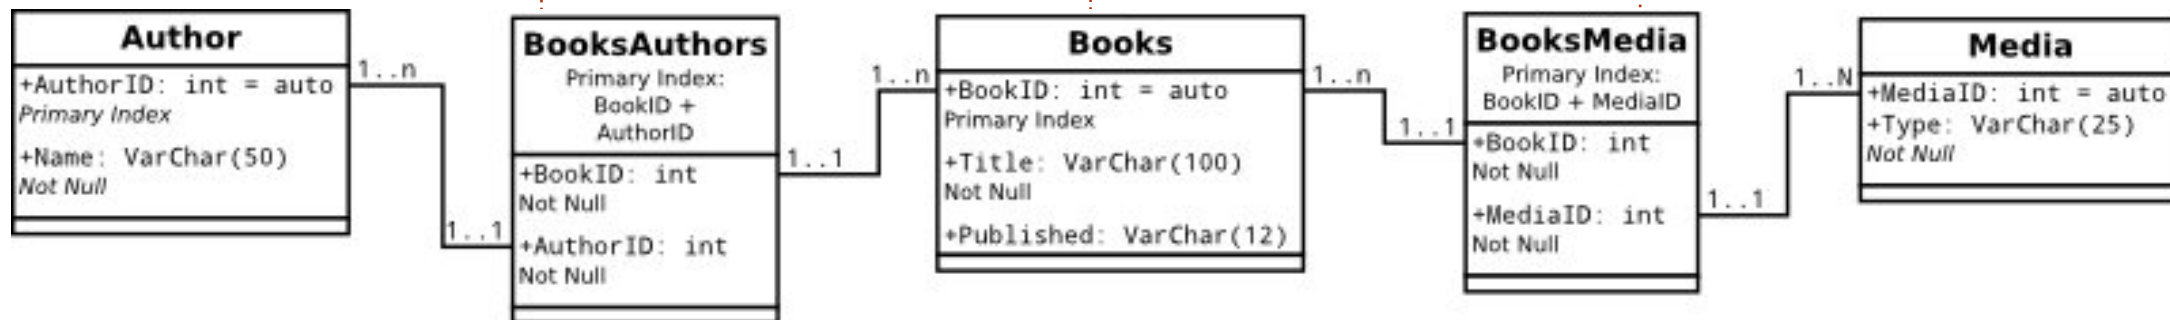 Author
+AuthorID: int = auto
Primary Index
+Name: VarChar(50)
Not Null
1..n
1..1
BooksAuthors
Primary Index:
BookID +
AuthorID
+BookID: int
Not Null
+AuthorID: int
Not Null
1..1
1..n
Books
+BookID: int = auto
Primary Index
+Title: VarChar(100)
Not Null
+Published: VarChar(12)
1..n
1..1
BooksMedia
Primary Index:
BookID + MediaID
+BookID: int
Not Null
+MediaID: int
Not Null
1..1
1..N
Media
+MediaID: int = auto
+Type: VarChar(25)
Not Null